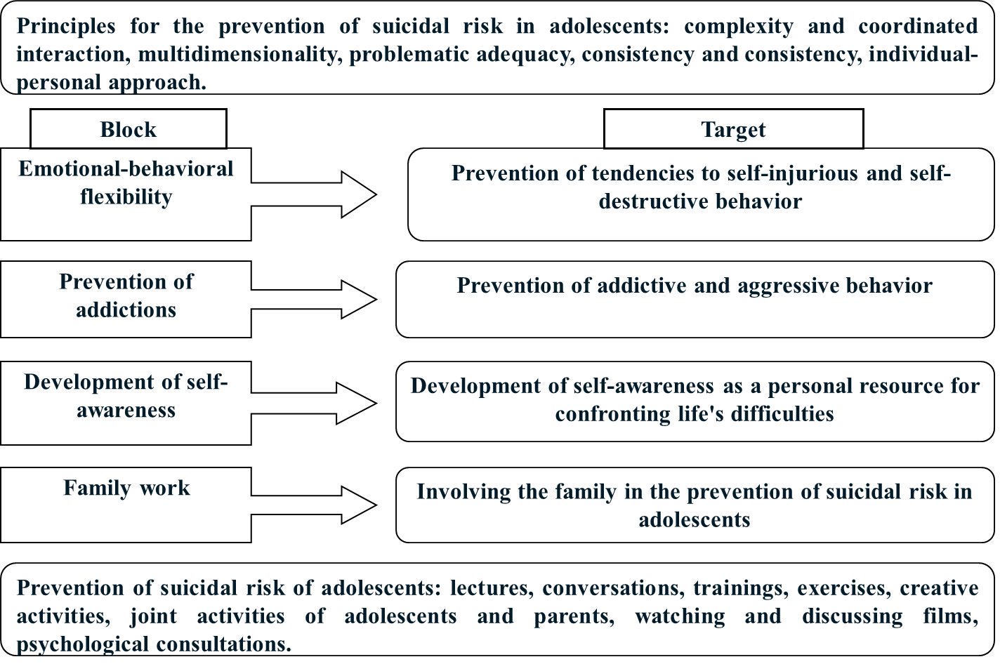 Principles for the prevention of suicidal risk in adolescents: complexity and coordinated
interaction, multidimensionality, problematic adequacy, consistency and consistency, individual-
personal approach.
Block
Target
Emotional-behavioral
flexibility
Prevention of tendencies to self-injurious and self-
destructive behavior
Prevention of
addictions
Prevention of addictive and aggressive behavior
Development of self-
awareness
Development of self-awareness as a personal resource for
confronting life's difficulties
Family work
Involving the family in the prevention of suicidal risk in
adolescents
Prevention of suicidal risk of adolescents: lectures, conversations, trainings, exercises, creative
activities, joint activities of adolescents and parents, watching and discussing films,
psychological consultations.